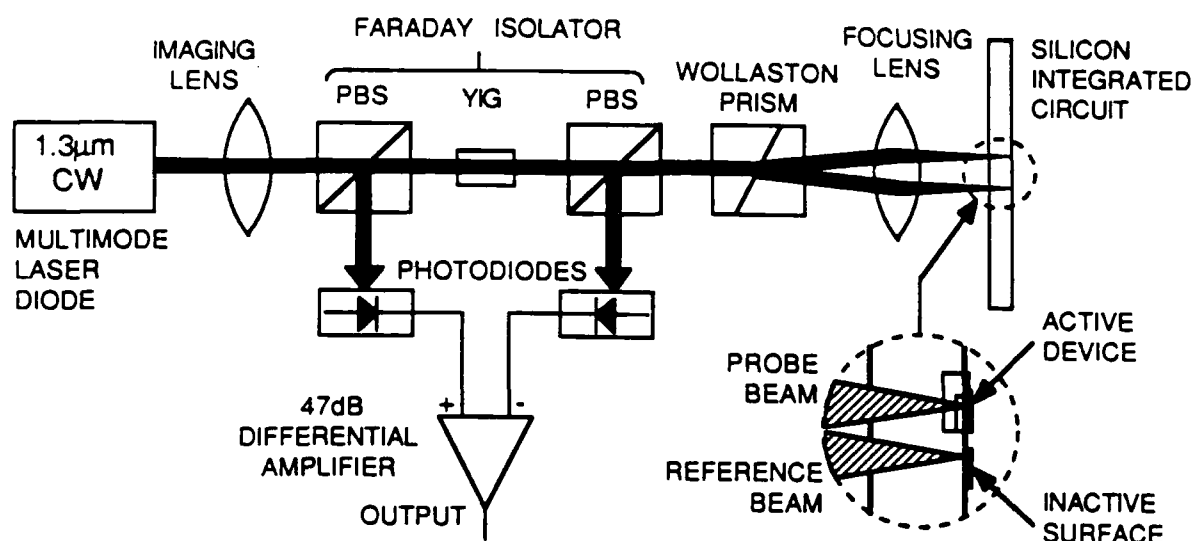 FARADAY ISOLATOR
IMAGING
LENS
PBS
YIG
PBS
WOLLASTON
PRISM
FOCUSING
LENS
SILICON
INTEGRATED
CIRCUIT
1.3μm
CW
MULTIMODE
LASER
DIODE
PHOTODIODES
+
-
47dB
DIFFERENTIAL
AMPLIFIER
OUTPUT
PROBE
BEAM
REFERENCE
BEAM
ACTIVE
DEVICE
INACTIVE
SURFACE